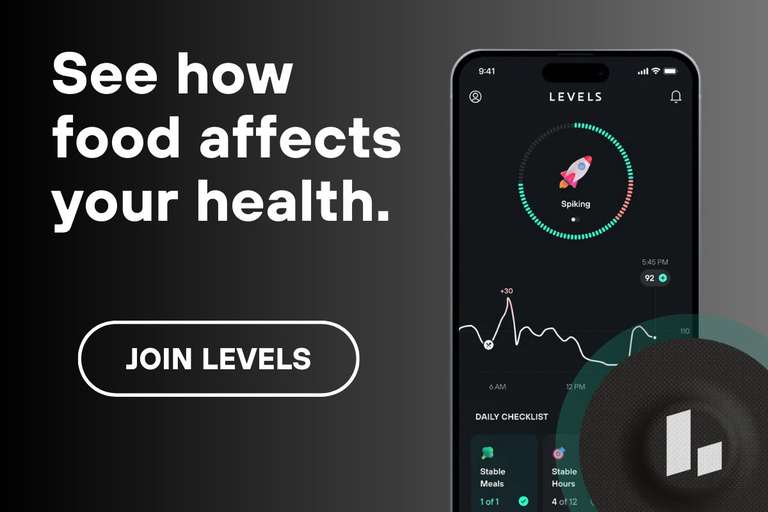 See how
food affects
your health.
JOIN LEVELS
9:41
LEVELS
Spiking
5:45 PM
92
+30
110
6 AM
12 PM
DAILY CHECKLIST
Stable
Meals
1 of 1
Stable
Hours
4 of 12